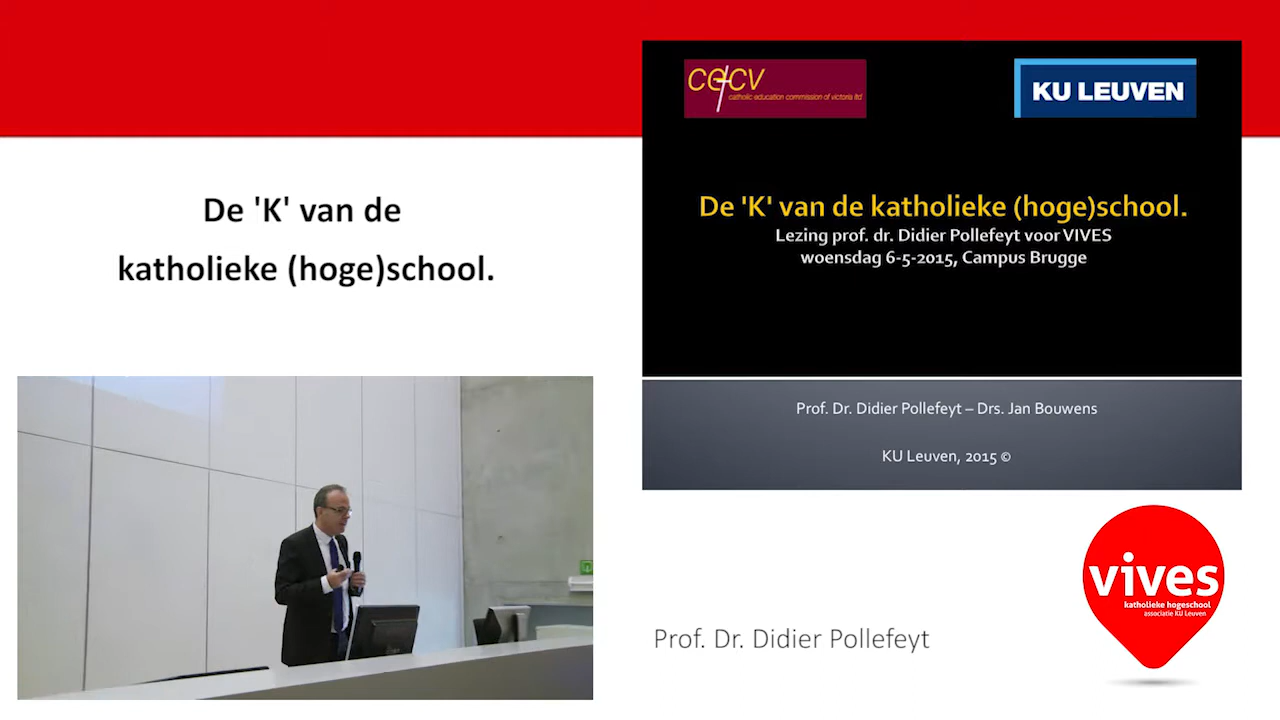 De 'K' van de
katholieke (hoge)school.
cecv
catholic education commission of victoria ltd
KU LEUVEN
De 'K' van de katholieke (hoge)school.
Lezing prof. dr. Didier Pollefeyt voor VIVES
woensdag 6-5-2015, Campus Brugge
Prof. Dr. Didier Pollefeyt – Drs. Jan Bouwens
KU Leuven, 2015 ©
vives
katholieke hogeschool
associatie KU Leuven
Prof. Dr. Didier Pollefeyt